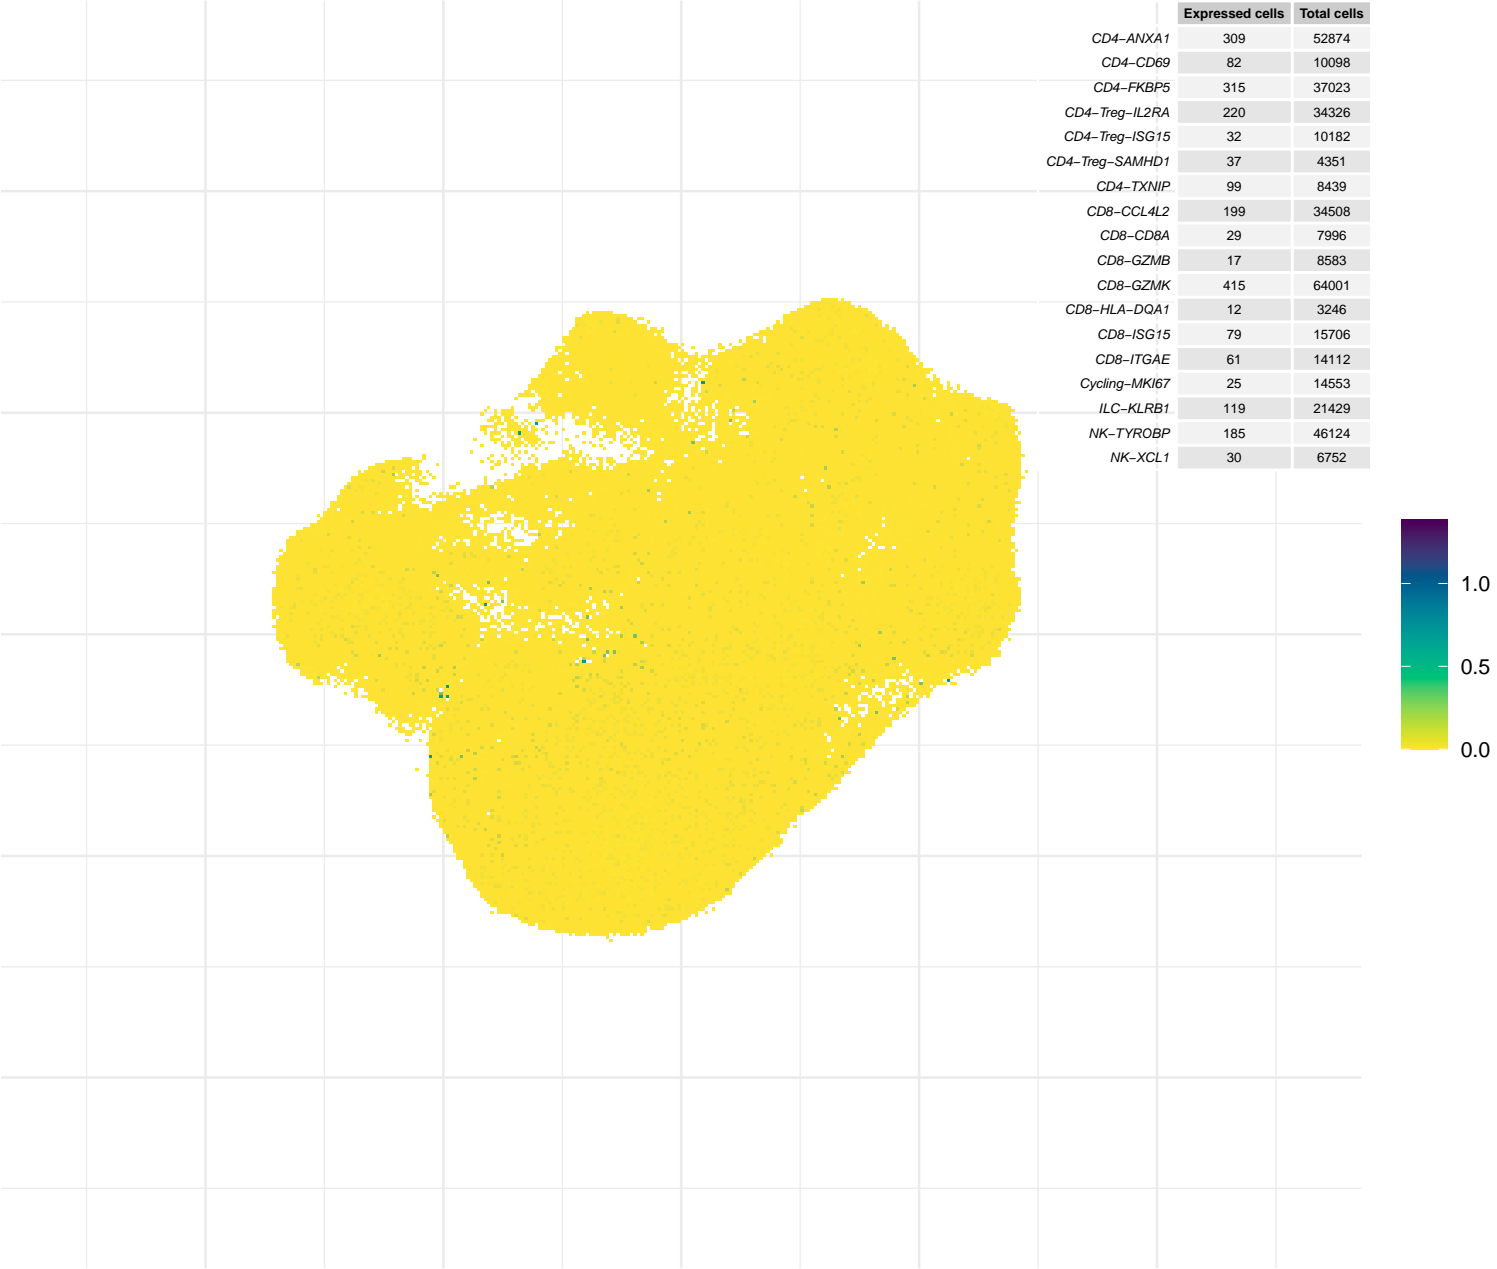 Expressed cells Total cells
CD4−ANXA1 309 52874
CD4−CD69 82 10098
CD4−FKBP5 315 37023
CD4−Treg−IL2RA 220 34326
CD4−Treg−ISG15 32 10182
CD4−Treg−SAMHD1 37 4351
CD4−TXNIP 99 8439
CD8−CCL4L2 199 34508
CD8−CD8A 29 7996
CD8−GZMB 17 8583
CD8−GZMK 415 64001
CD8−HLA−DQA1 12 3246
CD8−ISG15 79 15706
CD8−ITGAE 61 14112
Cycling−MKI67 25 14553
ILC−KLRB1 119 21429
NK−TYROBP 185 46124
NK−XCL1 30 6752
1.0
0.5
0.0